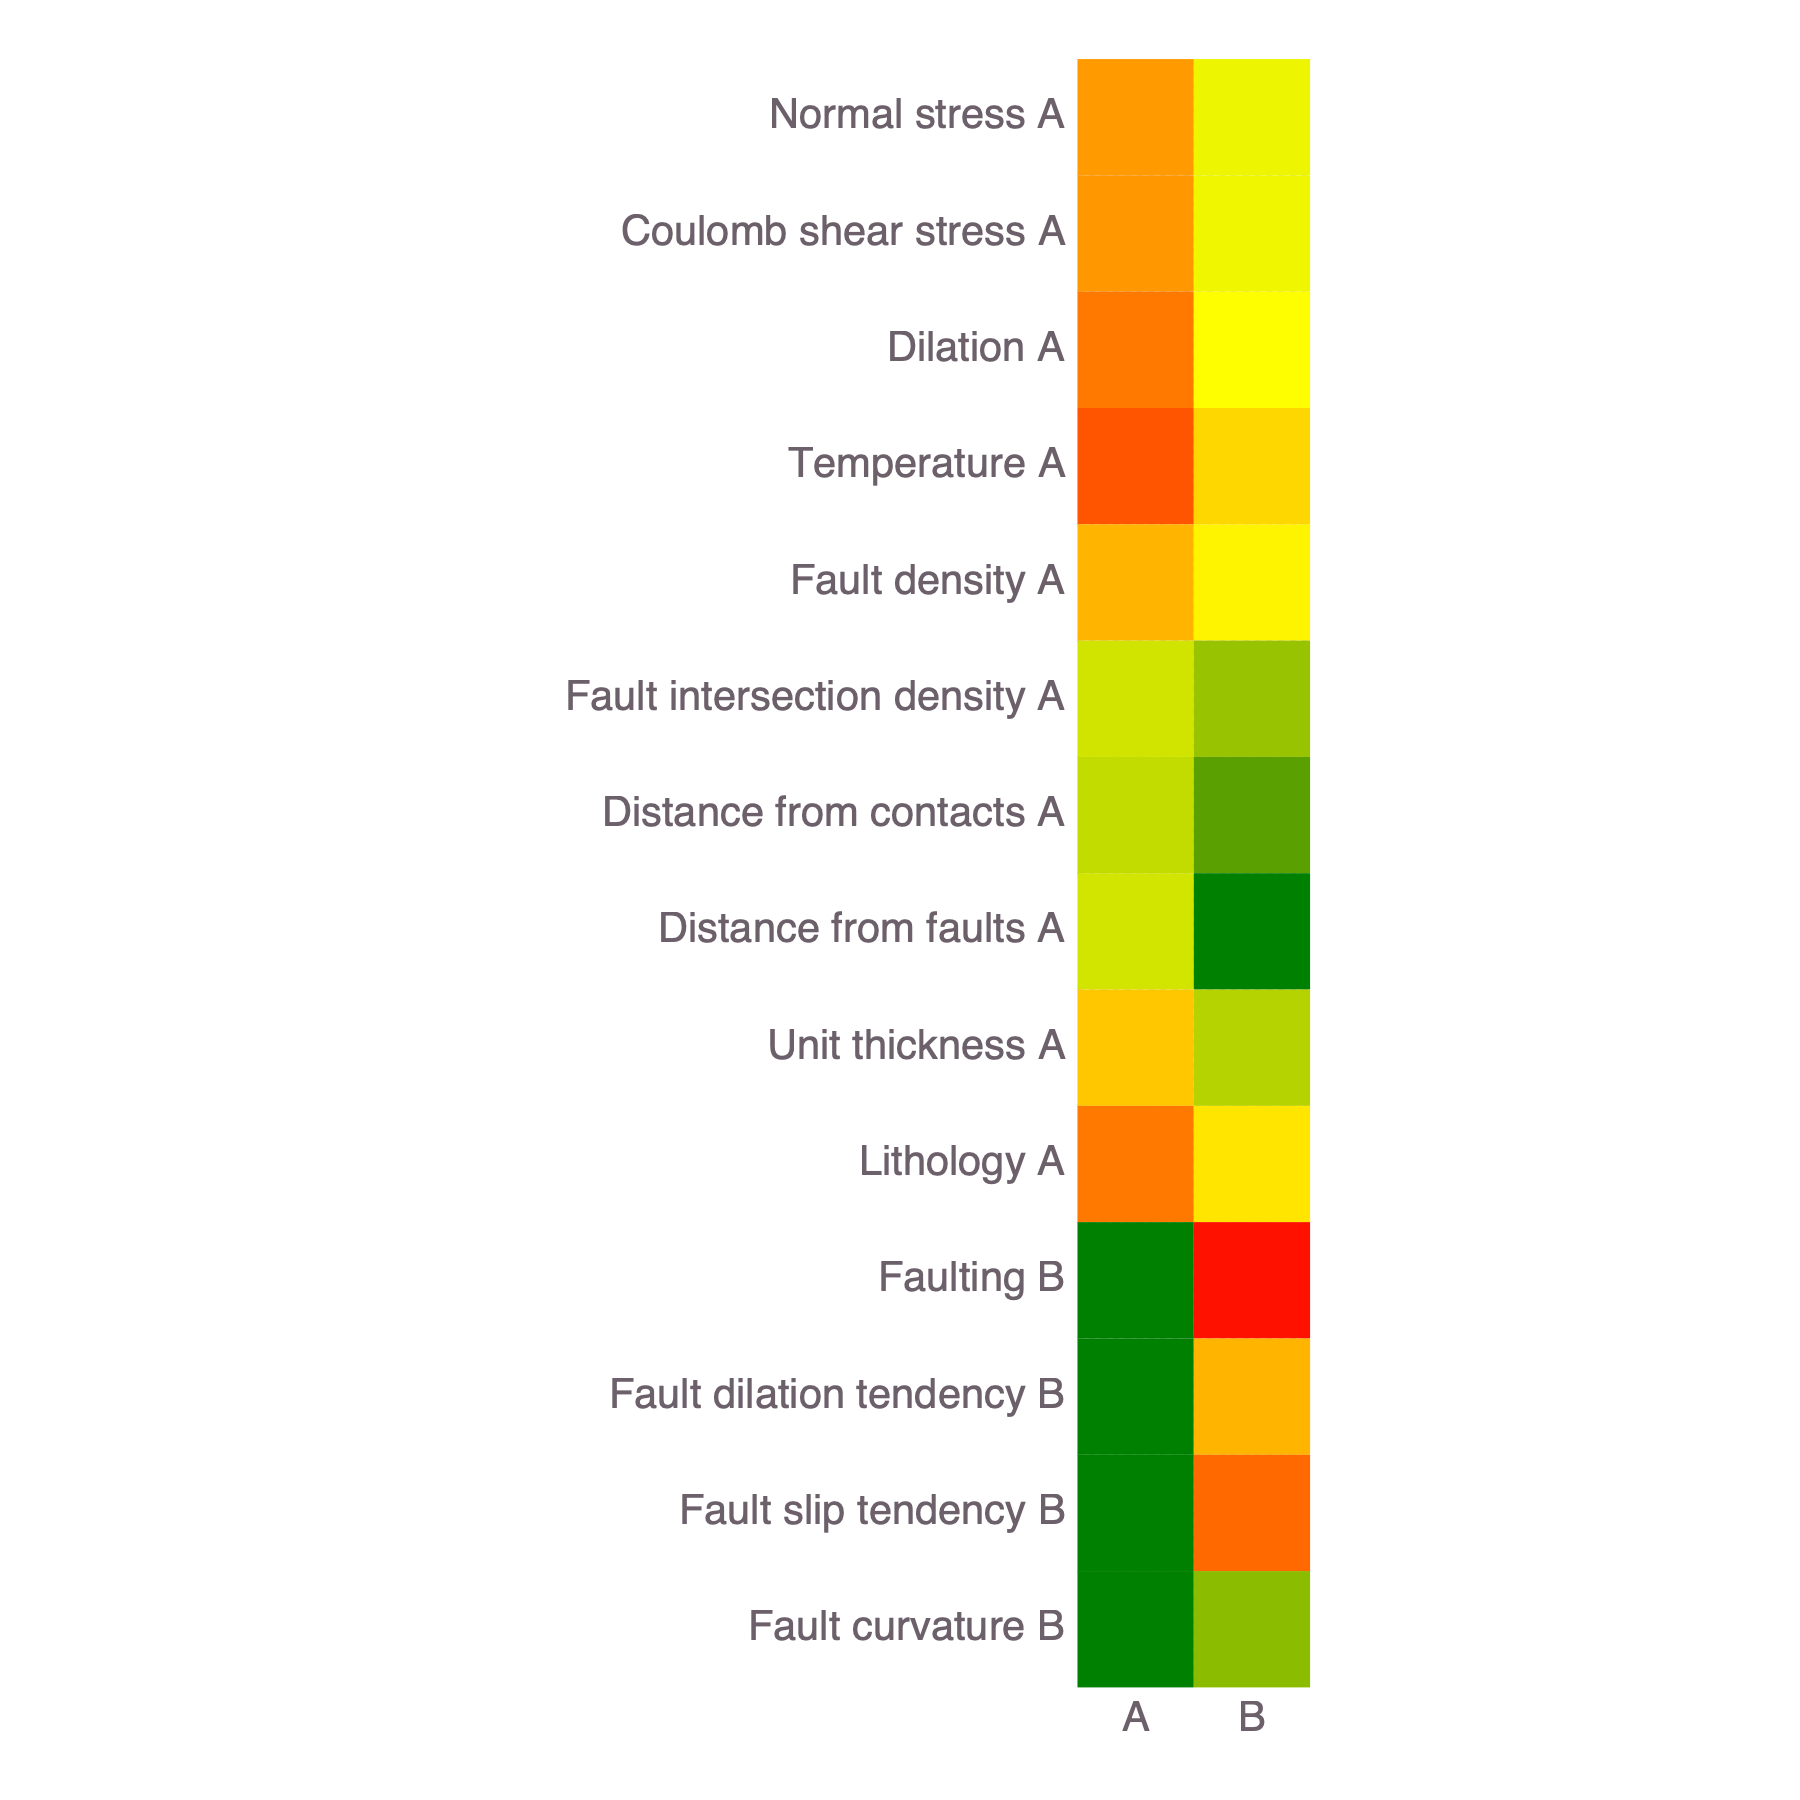 Normal stress A
Coulomb shear stress A
Dilation A
Temperature A
Fault density A
Fault intersection density A
Distance from contacts A
Distance from faults A
Unit thickness A
Lithology A
Faulting B
Fault dilation tendency B
Fault slip tendency B
Fault curvature B
A B